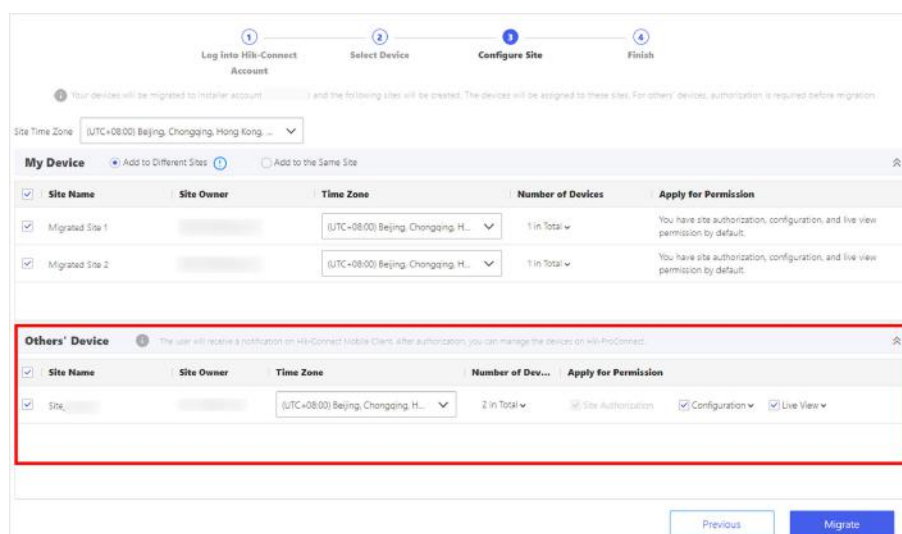 1 2 3 4
Log into Hik-Connect Account Select Device Configure Site Finish
Your devices will be migrated to Installer account and the following sites will be created. The devices will be assigned to these sites. For others' devices, authorization is required before migration.
Site Time Zone (UTC+08:00) Beijing, Chongqing, Hong Kong, ...
My Device Add to Different Sites Add to the Same Site
Site Name Site Owner Time Zone Number of Devices Apply for Permission
Migrated Site 1 (UTC+08:00) Beijing, Chongqing, H... 1 in Total You have site authorization, configuration, and live view
permission by default.
Migrated Site 2 (UTC+08:00) Beijing, Chongqing, H... 1 in Total You have site authorization, configuration, and live view
permission by default.
Others' Device The user will receive a notification on Hik-Connect Mobile Client. After authorization, you can manage the devices on Hik-ProConnect.
Site Name Site Owner Time Zone Number of Dev... Apply for Permission
Site_ (UTC+08:00) Beijing, Chongqing, H... 2 in Total Site Authorization Configuration Live View
Previous Migrate